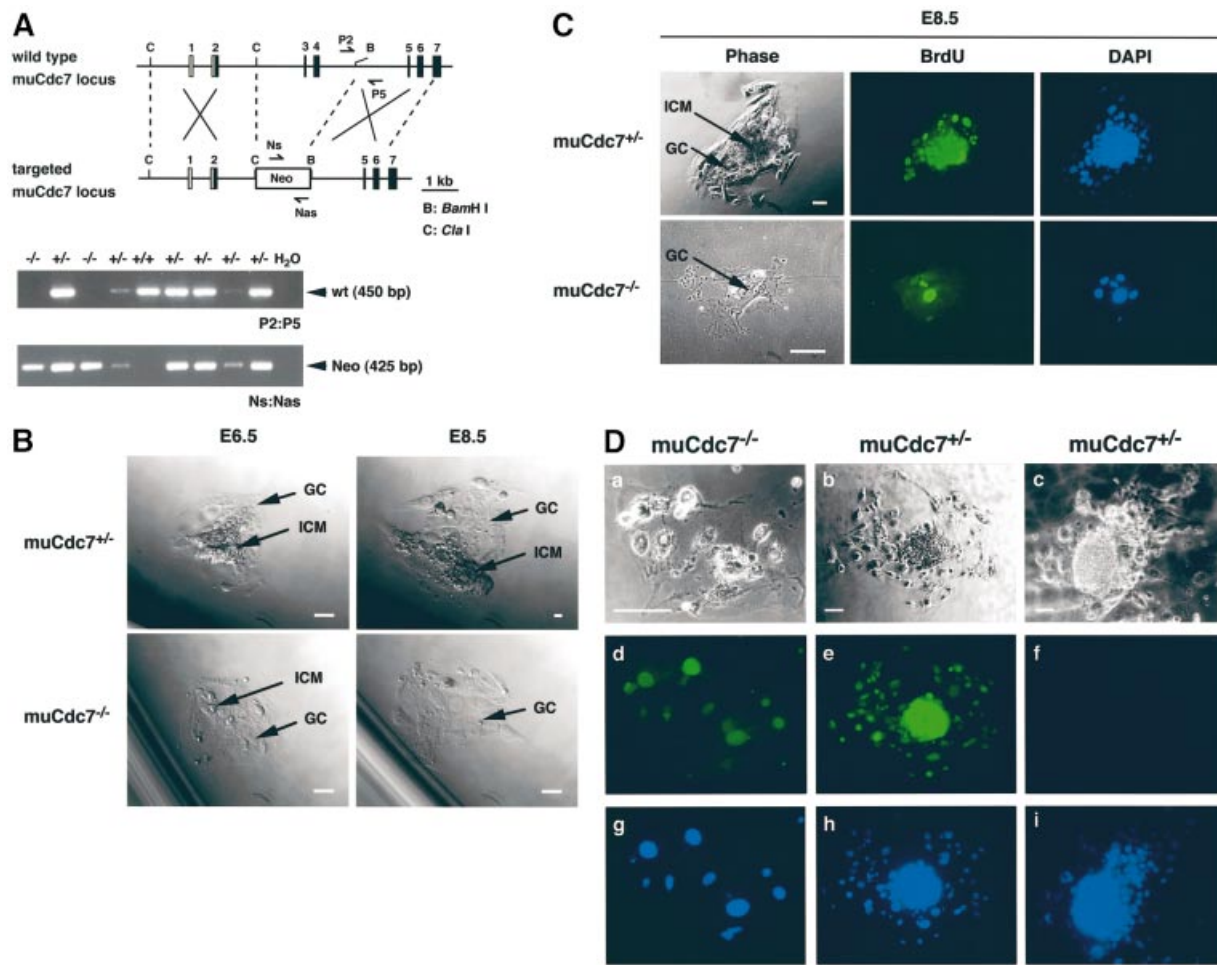 A
C 1 2 C 3 4 P2 B 5 6 7
wild type
muCdc7 locus
P5
Ns
C 1 2 C B 5 6 7
targeted
muCdc7 locus
Neo
1 kb
Nas
B: BamH I
C: Cla I
-/- +/- -/- +/- +/+ +/- +/- +/- +/- H2O
wt (450 bp)
P2:P5
Neo (425 bp)
Ns:Nas
B
E6.5 E8.5
muCdc7+/-
GC
ICM
GC
ICM
muCdc7-/-
ICM
GC
GC
C
E8.5
Phase BrdU DAPI
muCdc7+/-
ICM
GC
muCdc7-/-
GC
D
muCdc7-/- muCdc7+/- muCdc7+/-
a b c
d e f
g h i